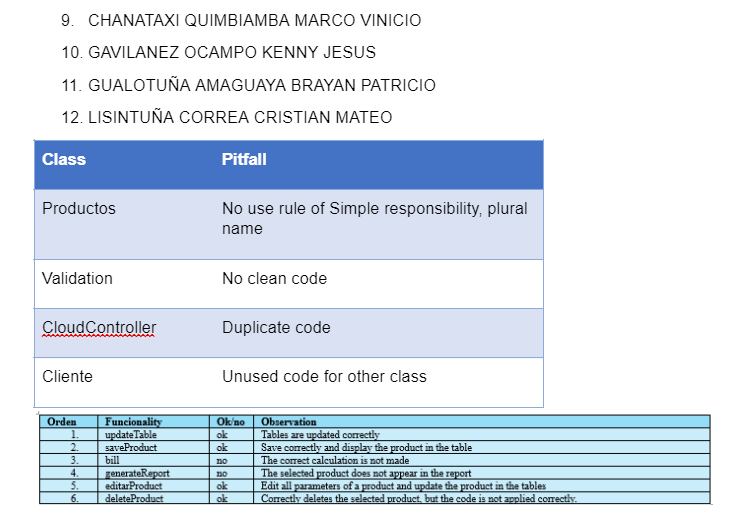 9. CHANATAXI QUIMBIAMBA MARCO VINICIO
10. GAVILANEZ OCAMPO KENNY JESUS
11. GUALOTUÑA AMAGUAYA BRAYAN PATRICIO
12. LISINTUÑA CORREA CRISTIAN MATEO
Class Pitfall
Productos No use rule of Simple responsibility, plural
name
Validation No clean code
CloudController Duplicate code
Cliente Unused code for other class
Orden Funcionality Ok/no Observation
1. updateTable ok Tables are updated correctly
2. saveProduct ok Save correctly and display the product in the table
3. bill no The correct calculation is not made
4. generateReport no The selected product does not appear in the report
5. editarProduct ok Edit all parameters of a product and update the product in the tables
6. deleteProduct ok Correctly deletes the selected product, but the code is not applied correctly.